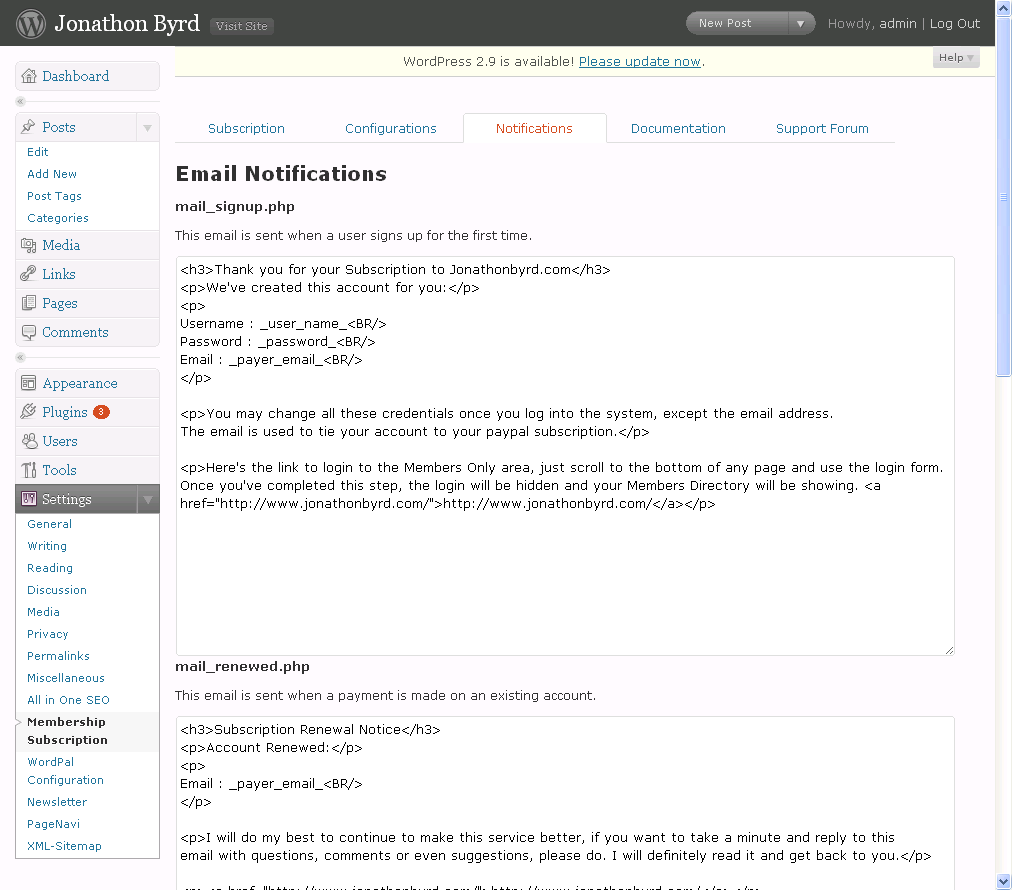 Jonathon Byrd
Visit Site
New Post
Howdy, admin | Log Out
WordPress 2.9 is available! Please update now.
Help
Dashboard
Posts
Edit
Add New
Post Tags
Categories
Media
Links
Pages
Comments
Appearance
Plugins 3
Users
Tools
Settings
General
Writing
Reading
Discussion
Media
Privacy
Permalinks
Miscellaneous
All in One SEO
Membership
Subscription
WordPal
Configuration
Newsletter
PageNavi
XML-Sitemap
Subscription
Configurations
Notifications
Documentation
Support Forum
Email Notifications
mail_signup.php
This email is sent when a user signs up for the first time.
<h3>Thank you for your Subscription to Jonathonbyrd.com</h3>
<p>We've created this account for you:</p>
<p>
Username : _user_name_<BR/>
Password : _password_<BR/>
Email : _payer_email_<BR/>
</p>
<p>You may change all these credentials once you log into the system, except the email address.
The email is used to tie your account to your paypal subscription.</p>
<p>Here's the link to login to the Members Only area, just scroll to the bottom of any page and use the login form.
Once you've completed this step, the login will be hidden and your Members Directory will be showing. <a
href="http://www.jonathonbyrd.com/">http://www.jonathonbyrd.com/</a></p>
mail_renewed.php
This email is sent when a payment is made on an existing account.
<h3>Subscription Renewal Notice</h3>
<p>Account Renewed:</p>
<p>
Email : _payer_email_<BR/>
</p>
<p>I will do my best to continue to make this service better, if you want to take a minute and reply to this
email with questions, comments or even suggestions, please do. I will definitely read it and get back to you.</p>